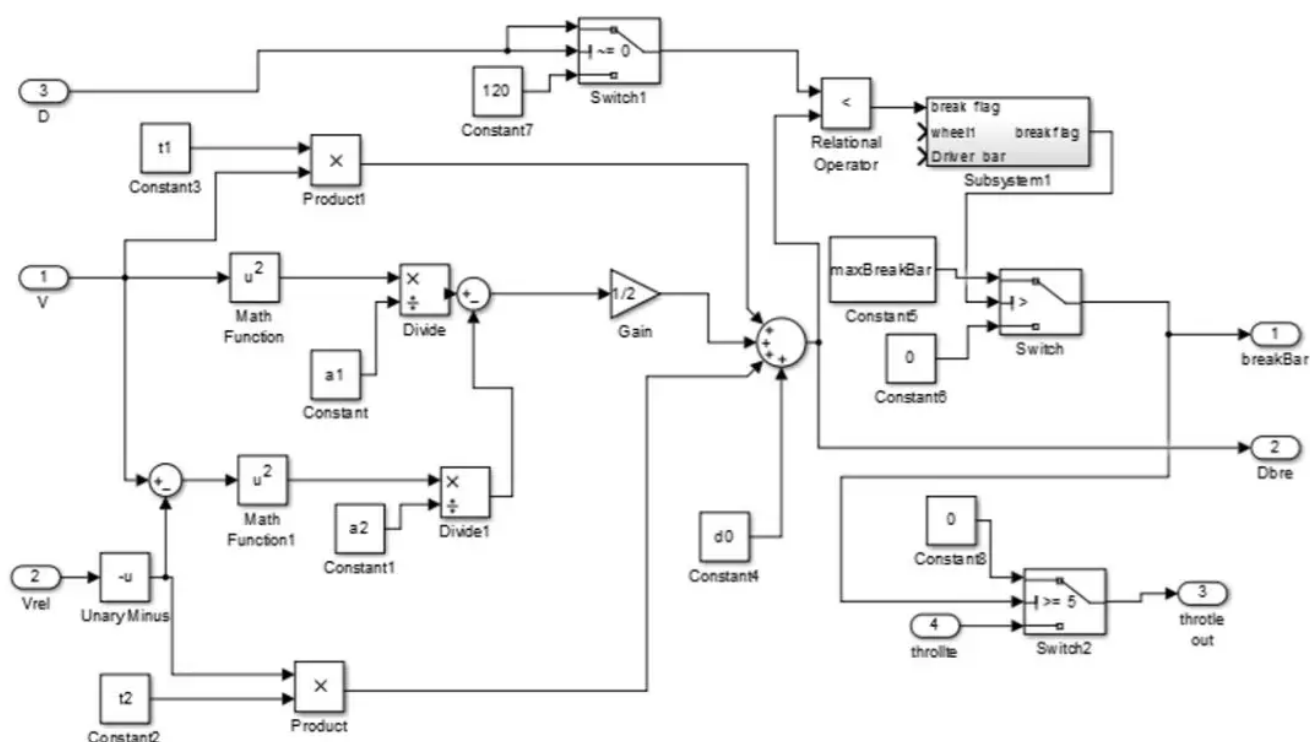 3
D
120
Constant7
~= 0
Switch1
<
Relational
Operator
break flag
wheel1
Driver bar
breakflag
Subsystem1
t1
Constant3
×
Product1
1
V
u2
Math
Function
×
÷
Divide
a1
Constant
+
−
1/2
Gain
+
+
+
+
maxBreakBar
Constant5
>
Switch
0
Constant6
1
breakBar
2
Dbre
+
−
u2
Math
Function1
×
÷
Divide1
a2
Constant1
d0
Constant4
2
Vrel
-u
Unary Minus
t2
Constant2
×
Product
0
Constant8
>= 5
Switch2
4
throllte
3
throtle
out